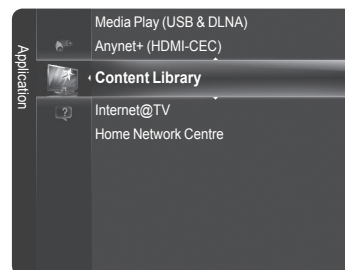 Application
Media Play (USB & DLNA)
Anynet+ (HDMI-CEC)
Content Library
Internet@TV
Home Network Centre